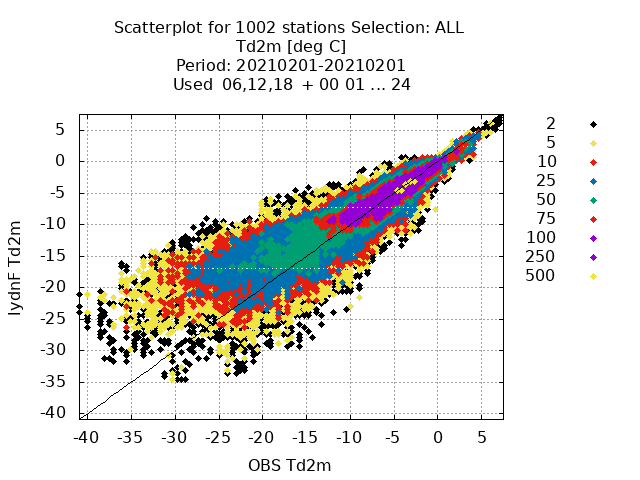 Scatterplot for 1002 stations Selection: ALL
Td2m [deg C]
Period: 20210201-20210201
Used 06,12,18 + 00 01 ... 24
lydnF Td2m
5
0
-5
-10
-15
-20
-25
-30
-35
-40
-40 -35 -30 -25 -20 -15 -10 -5 0 5
OBS Td2m
2
5
10
25
50
75
100
250
500